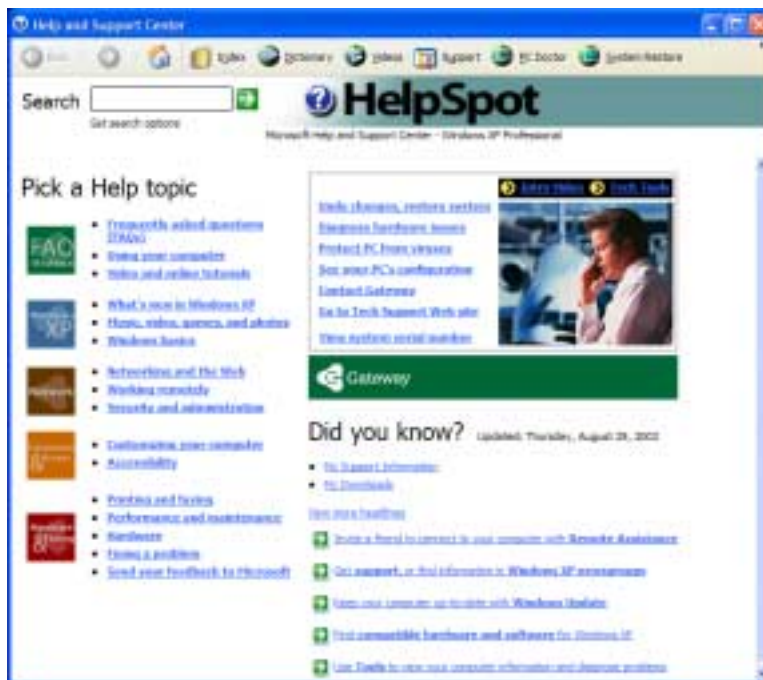 Help and Support Center
Index Dictionary Videos Support PC Doctor System Restore
Search
HelpSpot
Get search options
Microsoft Help and Support Center - Windows XP Professional
Pick a Help topic
FAQ
Frequently asked questions
(FAQs)
Using your computer
Video and online tutorials
XP
What's new in Windows XP
Music, video, games, and photos
Windows basics
Networking and the Web
Working remotely
Security and administration
Customizing your computer
Accessibility
Printing and faxing
Performance and maintenance
Hardware
Fixing a problem
Send your feedback to Microsoft
Intro Video Tech Tools
Undo changes, restore system
Diagnose hardware issues
Protect PC from viruses
See your PC's configuration
Contact Gateway
Go to Tech Support Web site
View system serial number
Gateway
Did you know? Updated: Thursday, August 29, 2002
My Support Information
My Downloads
View more headlines
Invite a friend to connect to your computer with Remote Assistance
Get support, or find information in Windows XP newsgroups
Keep your computer up-to-date with Windows Update
Find compatible hardware and software for Windows XP
Use Tools to view your computer information and diagnose problems